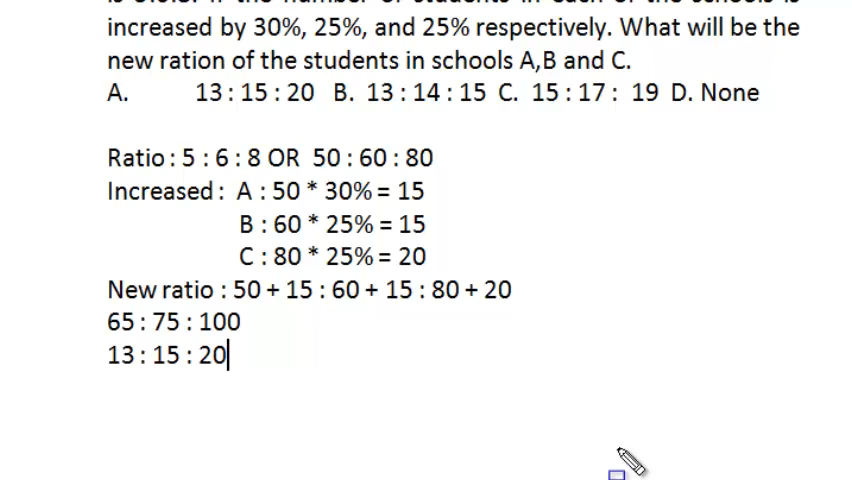 increased by 30%, 25%, and 25% respectively. What will be the
new ration of the students in schools A,B and C.
A. 13 : 15 : 20 B. 13 : 14 : 15 C. 15 : 17 : 19 D. None
Ratio : 5 : 6 : 8 OR 50 : 60 : 80
Increased : A : 50 * 30% = 15
B : 60 * 25% = 15
C : 80 * 25% = 20
New ratio : 50 + 15 : 60 + 15 : 80 + 20
65 : 75 : 100
13 : 15 : 20